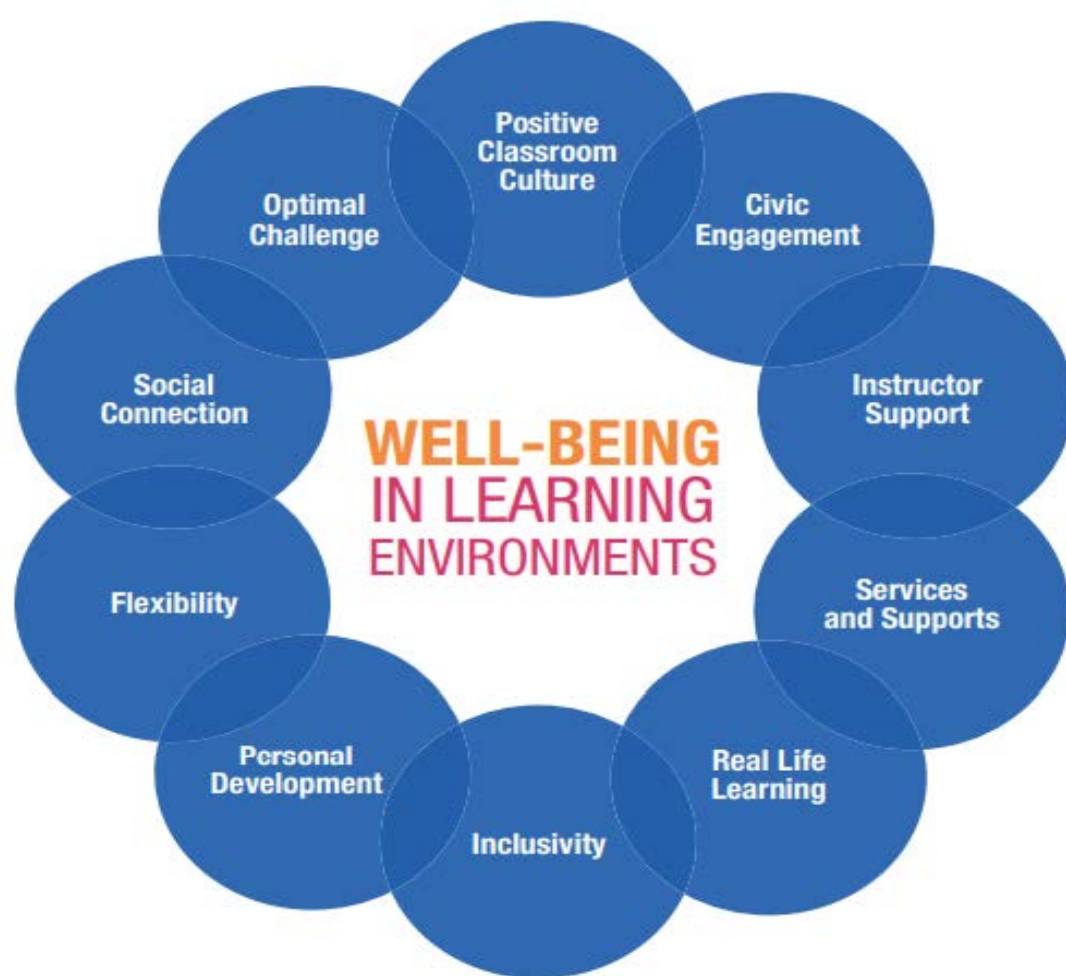 Positive
Classroom
Culture
Civic
Engagement
Instructor
Support
Services
and Supports
Real Life
Learning
Inclusivity
Personal
Development
Flexibility
Social
Connection
Optimal
Challenge
WELL-BEING
IN LEARNING
ENVIRONMENTS